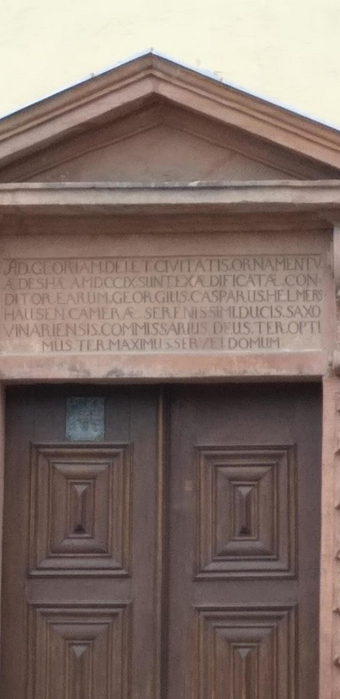 AD.GLORIAM.DEI.ET.CIVITATIS.ORNAMENTV
ÆDES HÆ A.MDCCIX.SUNT EXÆDIFICATÆ.CON-
DITOR.EARUM.GEORGIUS.CASPARUS.HELMERS
HAUSEN.CAMERÆ SERENISSIMI.DUCIS.SAXO
VINARIENSIS.COMMISSARIUS DEUS.TER.OPTI
MUS TER.MAXIMUS.SERVET.DOMUM